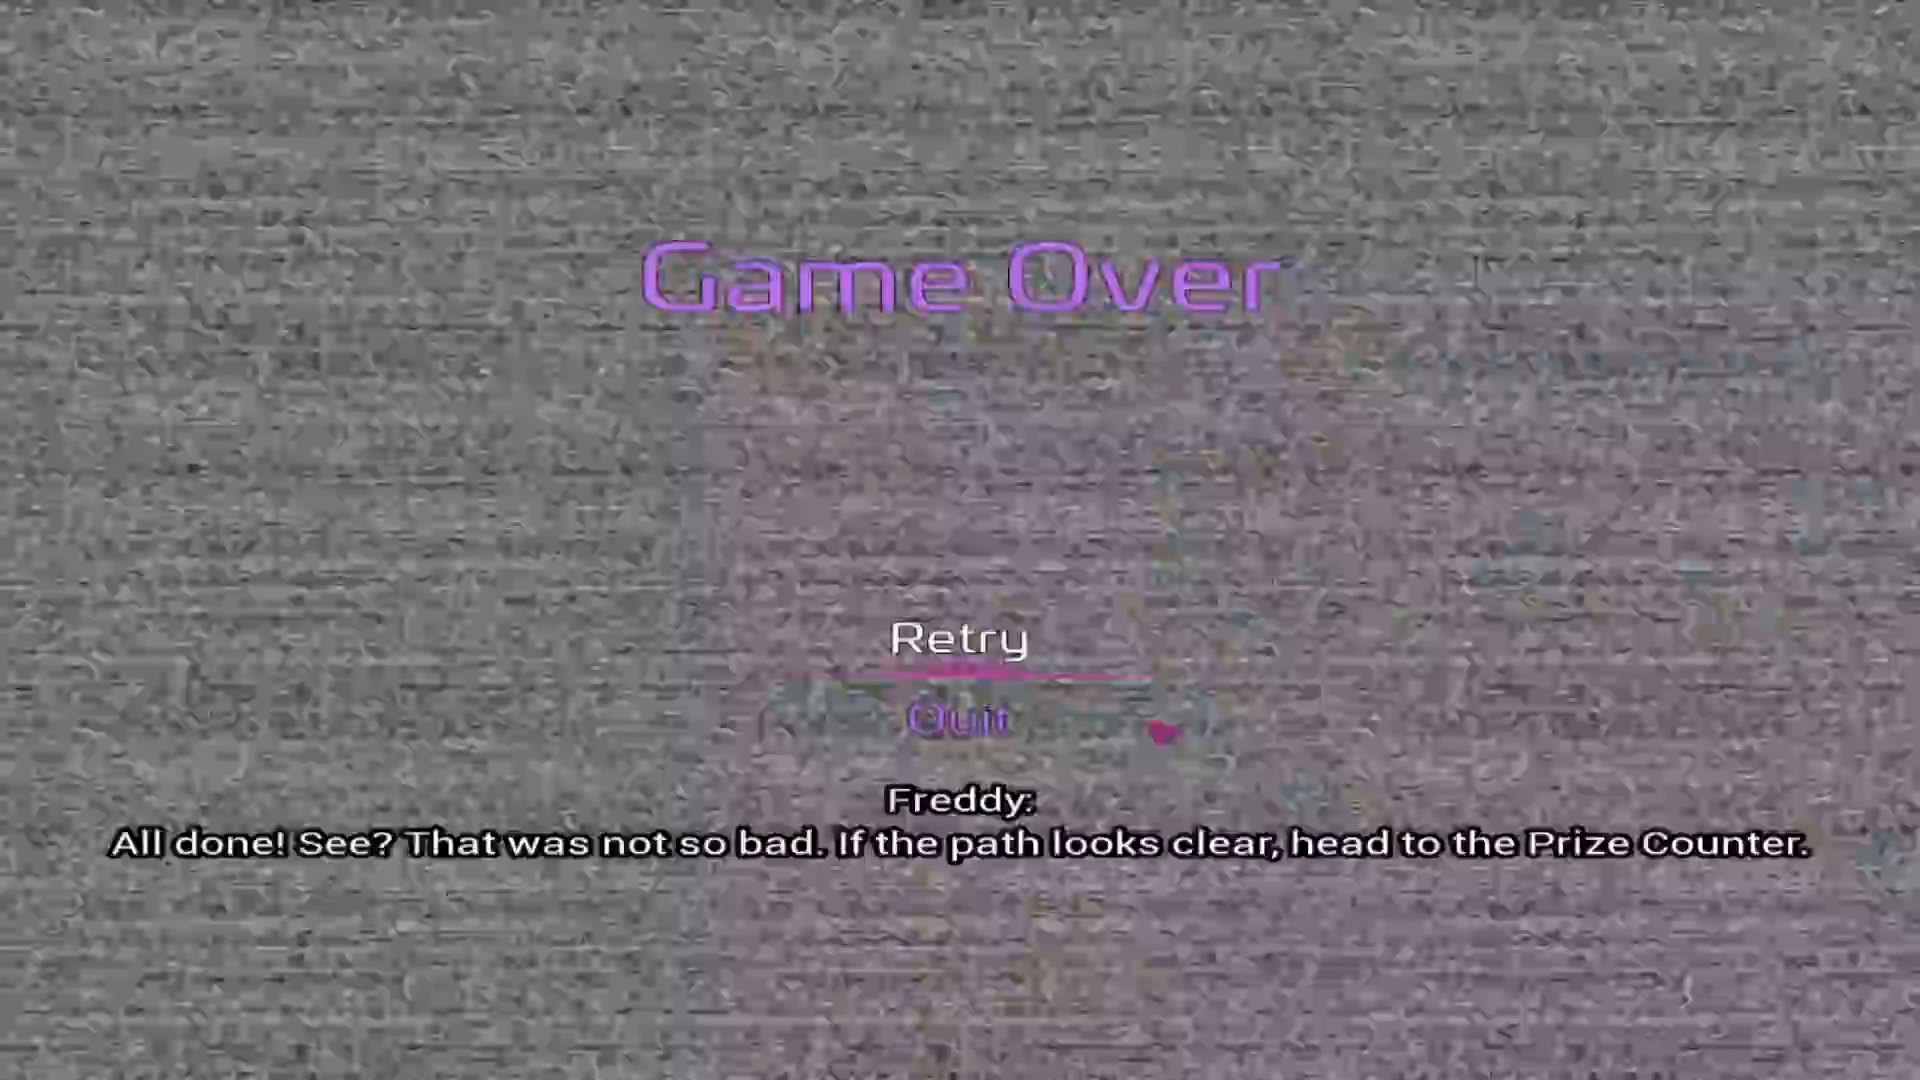 Game Over
Retry
Quit
Freddy:
All done! See? That was not so bad. If the path looks clear, head to the Prize Counter.